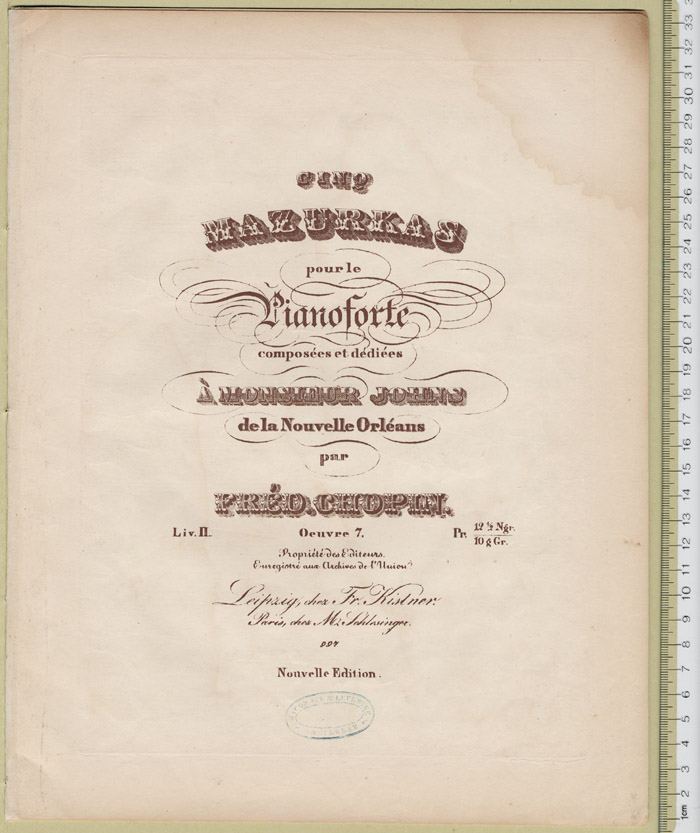 CINQ
MAZURKAS
pour le
Pianoforte
composées et dédiées
À MONSIEUR JOHNS
de la Nouvelle Orléans
par
FRÉD. CHOPIN.
Liv. II. Oeuvre 7. Pr. 12 ½ Ngr.
10 gGr.
Propriété des Editeurs.
Enregistré aux Archives de l'Union
Leipzig, chez Fr. Kistner.
Paris, chez M. Schlesinger.
Nouvelle Edition.
1cm 2 3 4 5 6 7 8 9 10 11 12 13 14 15 16 17 18 19 20 21 22 23 24 25 26 27 28 29 30 31 32 33